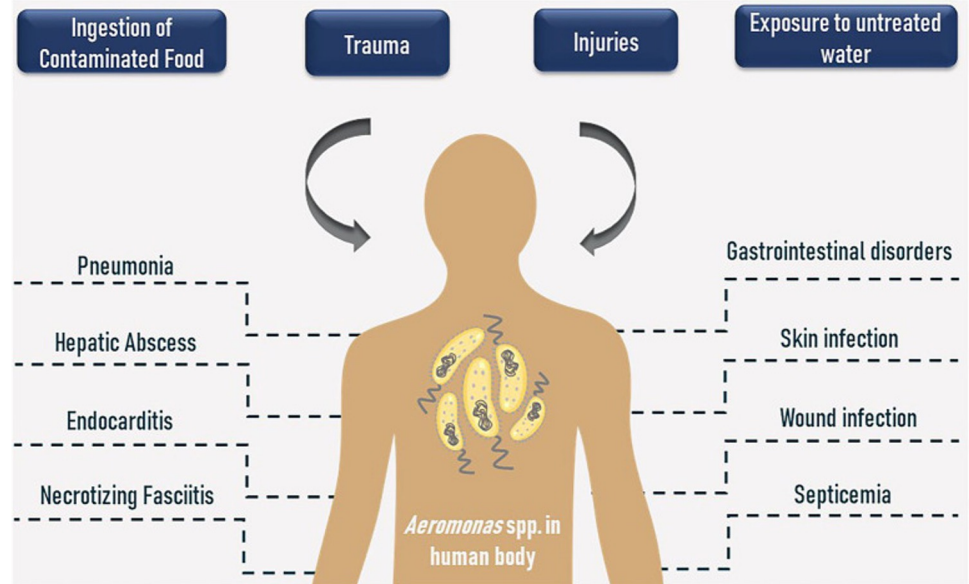 Ingestion of
Contaminated Food
Trauma
Injuries
Exposure to untreated
water
Pneumonia
Hepatic Abscess
Endocarditis
Necrotizing Fasciitis
Gastrointestinal disorders
Skin infection
Wound infection
Septicemia
Aeromonas spp. in
human body